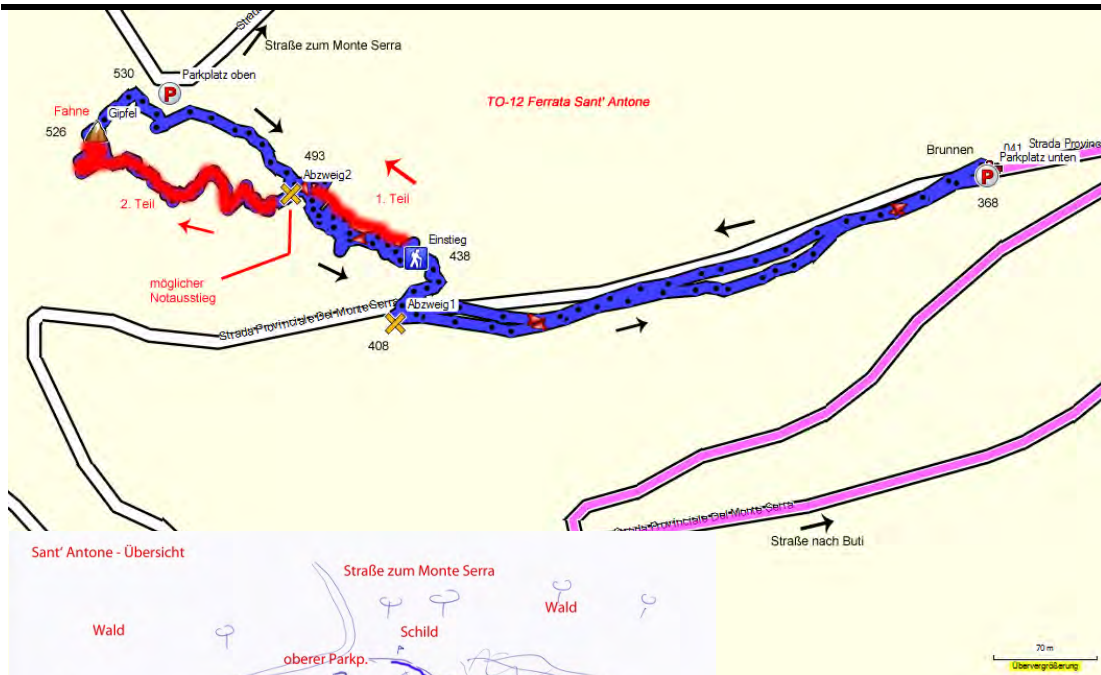 Straße zum Monte Serra
530
Parkplatz oben
P
TO-12 Ferrata Sant' Antone
Fahne
Gipfel
526
493
Abzweig2
1. Teil
2. Teil
Brunnen
041
Parkplatz unten
P
368
Einstieg
438
möglicher
Notausstieg
Abzweig1
Strada Provinciale Del Monte Serra
408
Strada Provinciale Del Monte Serra
Straße nach Buti
Sant' Antone - Übersicht
Straße zum Monte Serra
Wald
Wald
Schild
oberer Parkp.
P
70 m
Übervergrößerung